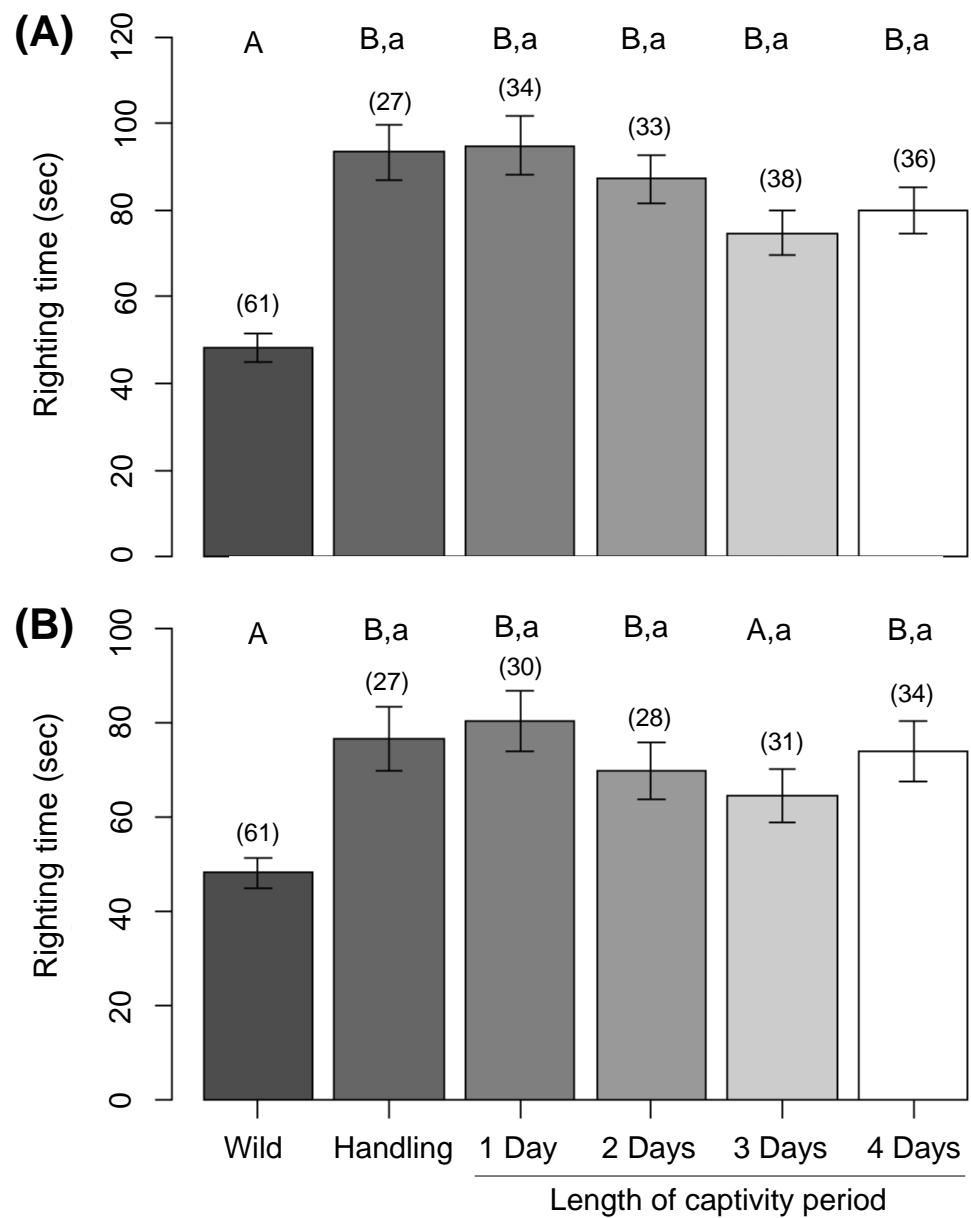 (A)
Righting time (sec)
120
100
80
60
40
20
0
A B,a B,a B,a B,a B,a
(61) (27) (34) (33) (38) (36)
(B)
Righting time (sec)
100
80
60
40
20
0
A B,a B,a B,a A,a B,a
(61) (27) (30) (28) (31) (34)
Wild Handling 1 Day 2 Days 3 Days 4 Days
Length of captivity period